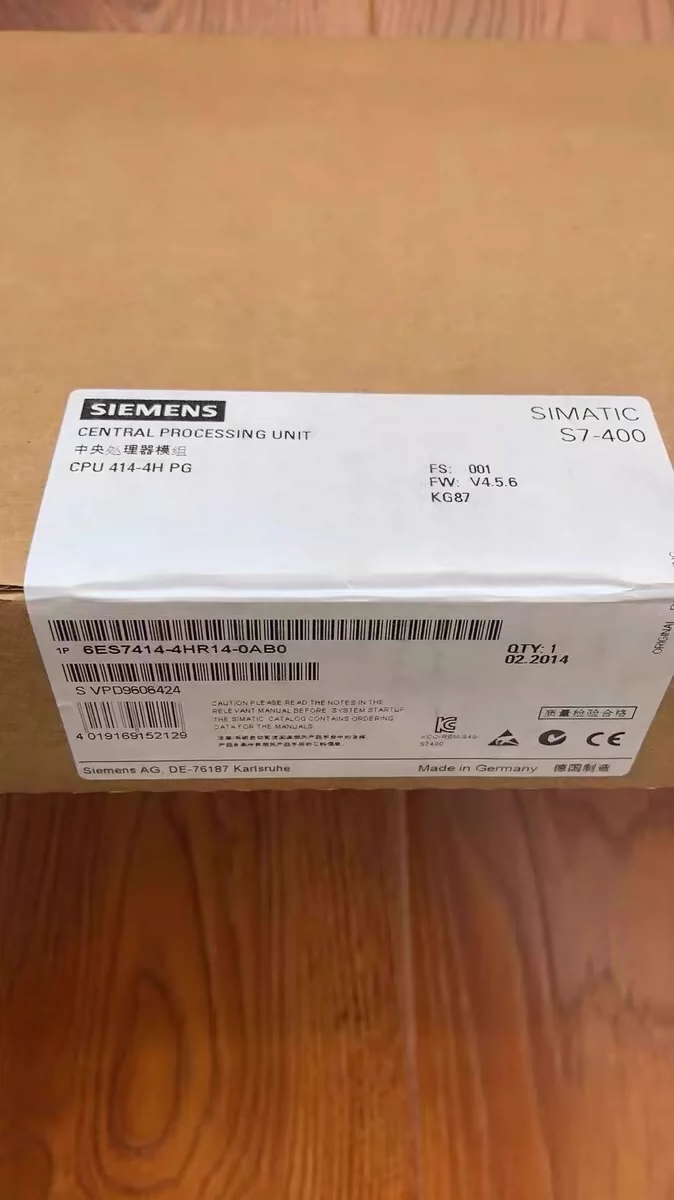 SIEMENS
SIMATIC
CENTRAL PROCESSING UNIT
S7-400
中央处理器模组
CPU 414-4H PG
FS: 001
FW: V4.5.6
KG87
1P 6ES7414-4HR14-0AB0
QTY: 1
02.2014
S VPD9606424
4 019169152129
CAUTION PLEASE READ THE NOTES IN THE
RELEVANT MANUAL BEFORE SYSTEM STARTUP
THE SIMATIC CATALOG CONTAINS ORDERING
DATA FOR THE MANUALS.
质量检验合格
S7400
CE
Siemens AG, DE-76187 Karlsruhe
Made in Germany 德国制造
ORIGINAL